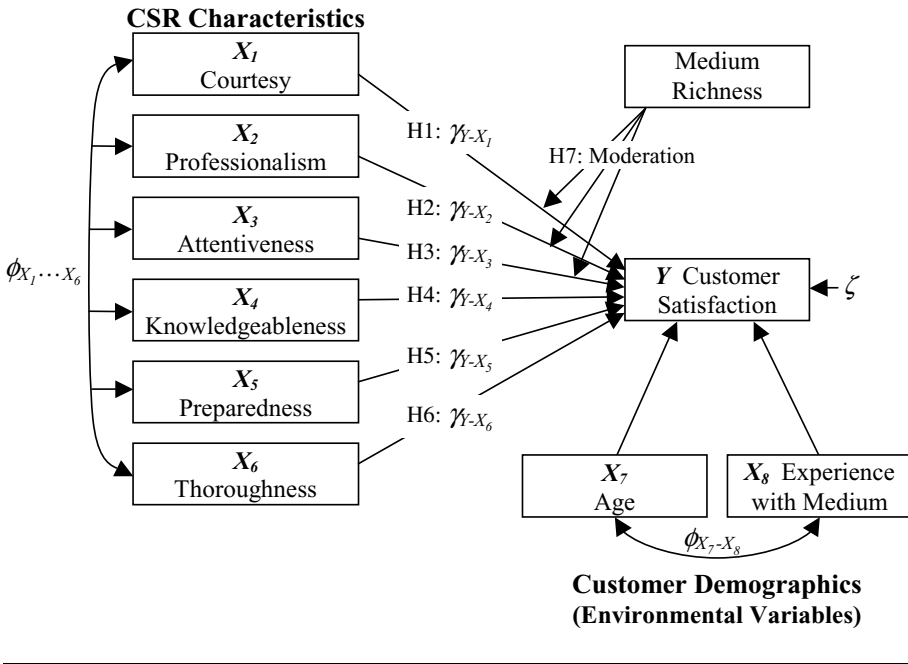 CSR Characteristics
X₁
Courtesy
X₂
Professionalism
X₃
Attentiveness
X₄
Knowledgeableness
X₅
Preparedness
X₆
Thoroughness
ϕX₁…X₆
H1: γY-X₁
H2: γY-X₂
H3: γY-X₃
H4: γY-X₄
H5: γY-X₅
H6: γY-X₆
Medium
Richness
H7: Moderation
Y Customer
Satisfaction
ζ
X₇
Age
X₈ Experience
with Medium
ϕX₇-X₈
Customer Demographics
(Environmental Variables)